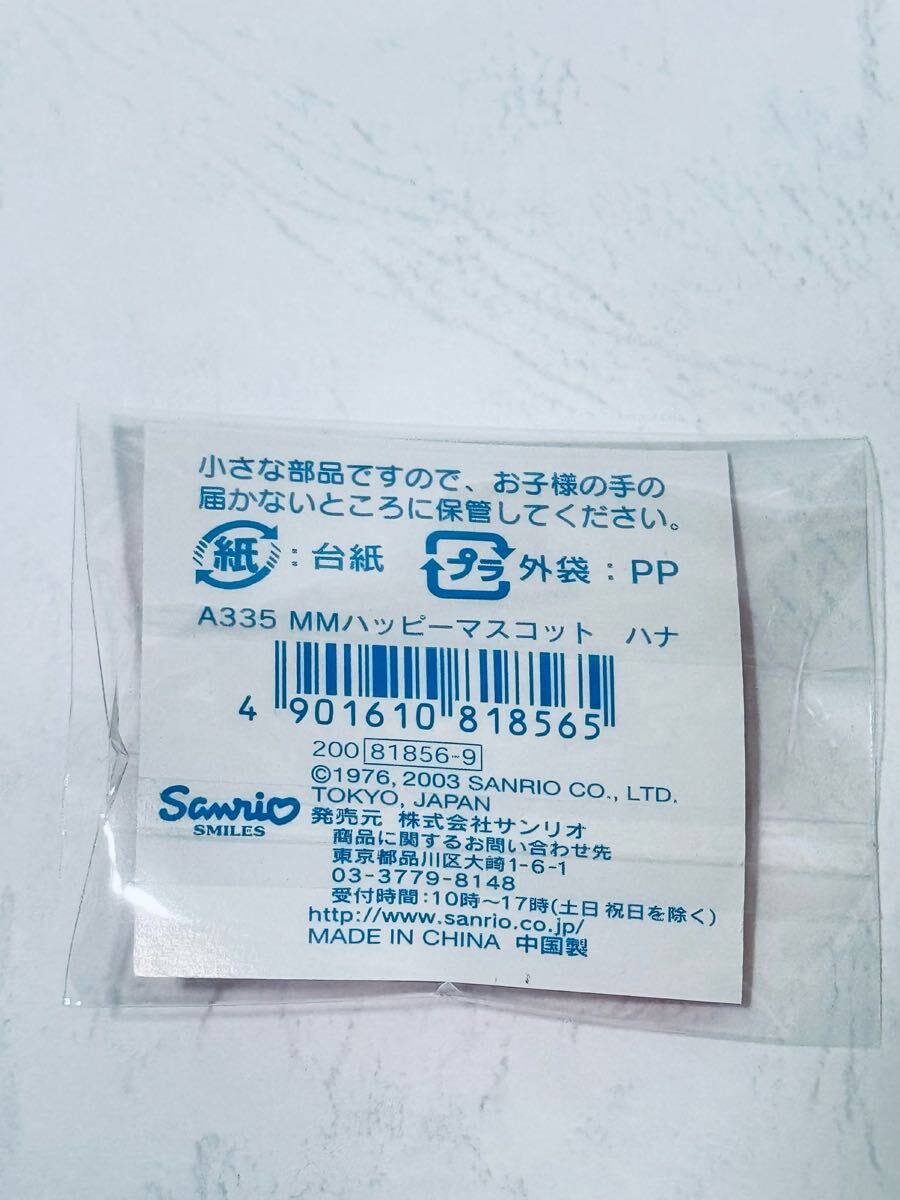 小さな部品ですので、お子様の手の
届かないところに保管してください。
紙：台紙 プラ 外袋：PP
A335 MMハッピーマスコット ハナ
4 901610 818565
200 81856-9
©1976, 2003 SANRIO CO., LTD.
TOKYO, JAPAN
Sanrio
SMILES
発売元 株式会社サンリオ
商品に関するお問い合わせ先
東京都品川区大崎1-6-1
03-3779-8148
受付時間：10時～17時(土日 祝日を除く)
http://www.sanrio.co.jp/
MADE IN CHINA 中国製